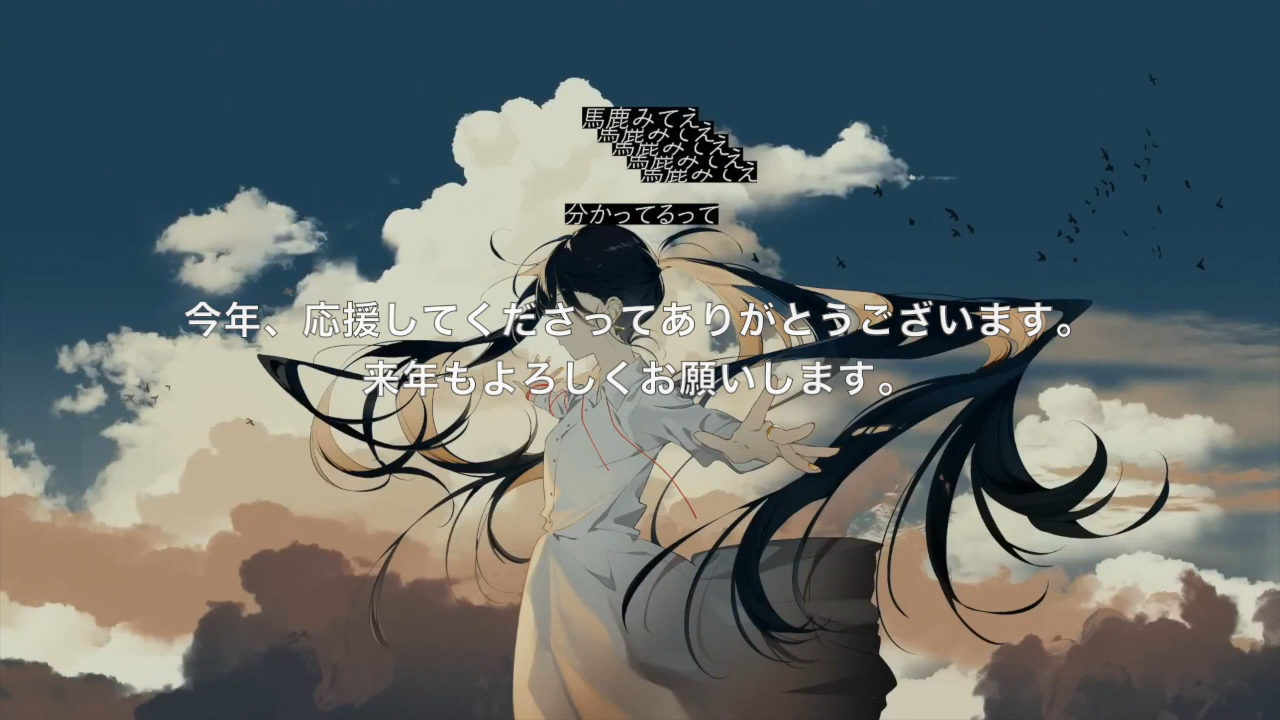 馬鹿みてえ
馬鹿みてえ
馬鹿みてえ
馬鹿みてえ
馬鹿みてえ
分かってるって
今年、応援してくださってありがとうございます。
来年もよろしくお願いします。